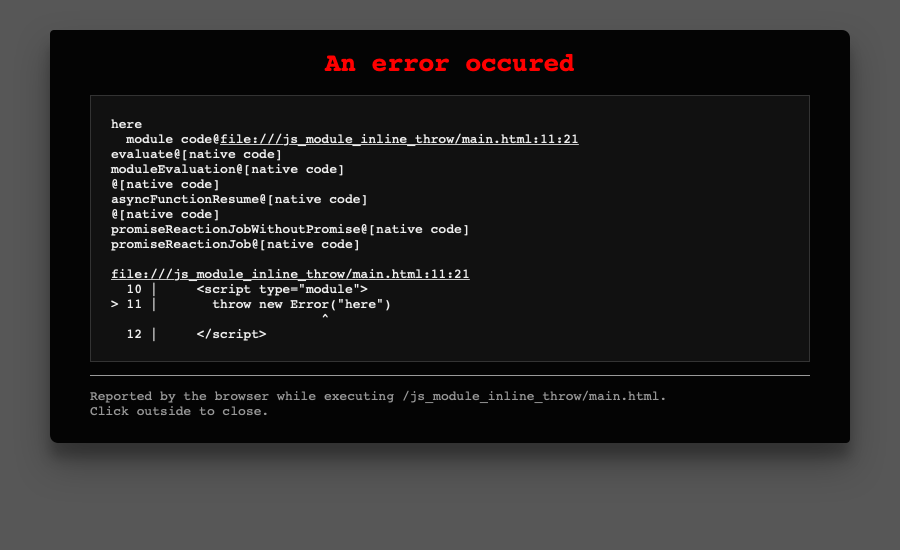 An error occured
here
  module code@file:///js_module_inline_throw/main.html:11:21
evaluate@[native code]
moduleEvaluation@[native code]
@[native code]
asyncFunctionResume@[native code]
@[native code]
promiseReactionJobWithoutPromise@[native code]
promiseReactionJob@[native code]
file:///js_module_inline_throw/main.html:11:21
  10 |     <script type="module">
> 11 |       throw new Error("here")
                           ^
  12 |     </script>
Reported by the browser while executing /js_module_inline_throw/main.html.
Click outside to close.